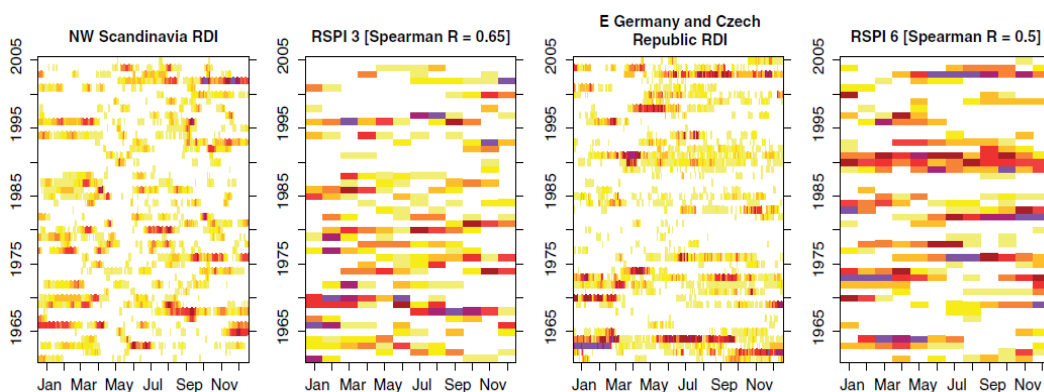 NW Scandinavia RDI
2005
1995
1985
1975
1965
Jan Mar May Jul Sep Nov
RSPI 3 [Spearman R = 0.65]
2005
1995
1985
1975
1965
Jan Mar May Jul Sep Nov
E Germany and Czech
Republic RDI
2005
1995
1985
1975
1965
Jan Mar May Jul Sep Nov
RSPI 6 [Spearman R = 0.5]
2005
1995
1985
1975
1965
Jan Mar May Jul Sep Nov